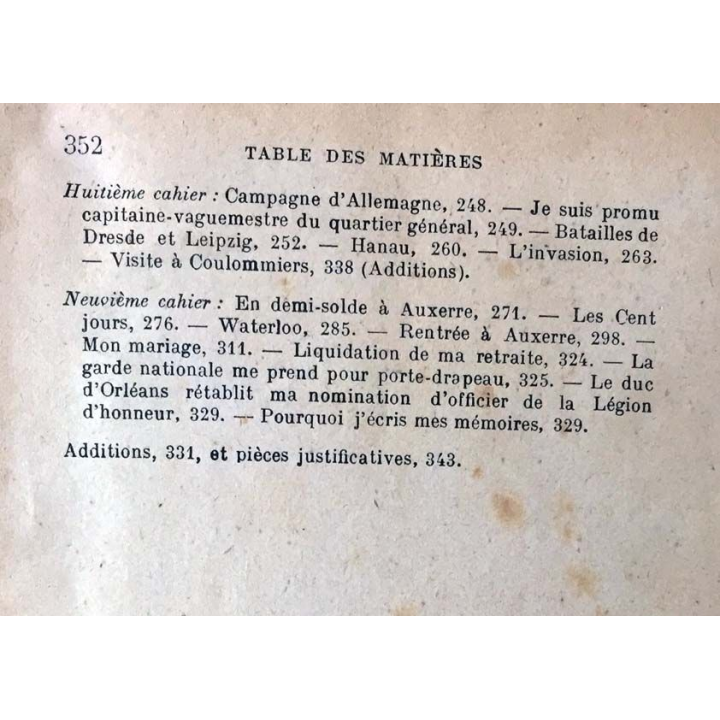 352
TABLE DES MATIÈRES
Huitième cahier : Campagne d'Allemagne, 248. — Je suis promu
capitaine-vaguemestre du quartier général, 249. — Batailles de
Dresde et Leipzig, 252. — Hanau, 260. — L'invasion, 263.
— Visite à Coulommiers, 338 (Additions).
Neuvième cahier : En demi-solde à Auxerre, 271. — Les Cent
jours, 276. — Waterloo, 285. — Rentrée à Auxerre, 298. —
Mon mariage, 311. — Liquidation de ma retraite, 324. — La
garde nationale me prend pour porte-drapeau, 325. — Le duc
d'Orléans rétablit ma nomination d'officier de la Légion
d'honneur, 329. — Pourquoi j'écris mes mémoires, 329.
Additions, 331, et pièces justificatives, 343.